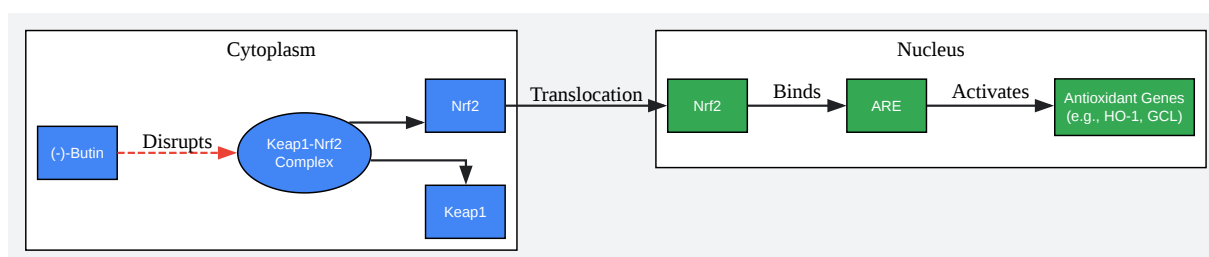 Cytoplasm
(-)-Butin
Disrupts
Keap1-Nrf2
Complex
Nrf2
Keap1
Translocation
Nucleus
Nrf2
Binds
ARE
Activates
Antioxidant Genes
(e.g., HO-1, GCL)